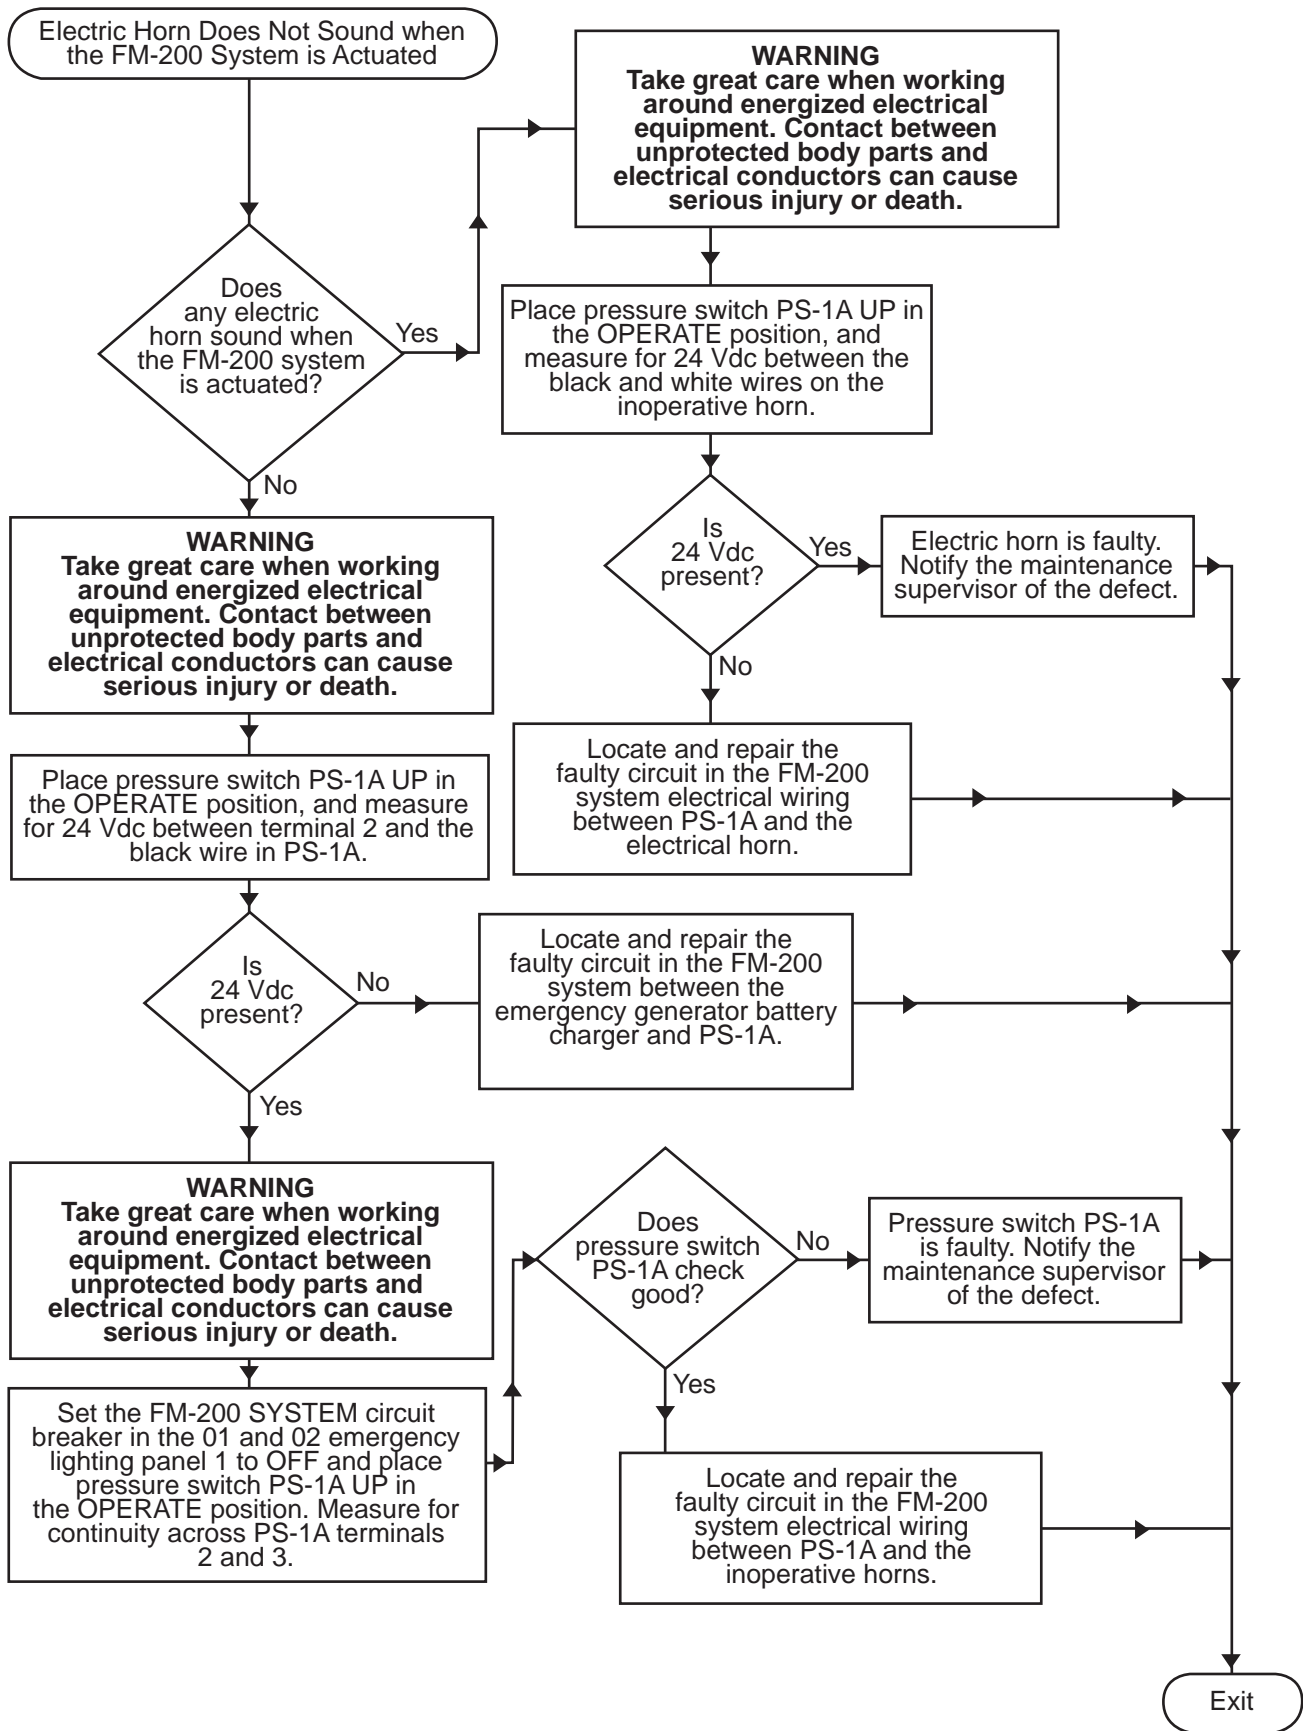 Electric Horn Does Not Sound when
the FM-200 System is Actuated
Does
any electric
horn sound when
the FM-200 system
is actuated?
Yes
No
WARNING
Take great care when working
around energized electrical
equipment. Contact between
unprotected body parts and
electrical conductors can cause
serious injury or death.
Place pressure switch PS-1A UP in
the OPERATE position, and
measure for 24 Vdc between the
black and white wires on the
inoperative horn.
Is
24 Vdc
present?
Yes
Electric horn is faulty.
Notify the maintenance
supervisor of the defect.
No
Locate and repair the
faulty circuit in the FM-200
system electrical wiring
between PS-1A and the
electrical horn.
WARNING
Take great care when working
around energized electrical
equipment. Contact between
unprotected body parts and
electrical conductors can cause
serious injury or death.
Place pressure switch PS-1A UP in
the OPERATE position, and measure
for 24 Vdc between terminal 2 and the
black wire in PS-1A.
Is
24 Vdc
present?
No
Locate and repair the
faulty circuit in the FM-200
system between the
emergency generator battery
charger and PS-1A.
Yes
WARNING
Take great care when working
around energized electrical
equipment. Contact between
unprotected body parts and
electrical conductors can cause
serious injury or death.
Set the FM-200 SYSTEM circuit
breaker in the 01 and 02 emergency
lighting panel 1 to OFF and place
pressure switch PS-1A UP in
the OPERATE position. Measure for
continuity across PS-1A terminals
2 and 3.
Does
pressure switch
PS-1A check
good?
No
Pressure switch PS-1A
is faulty. Notify the
maintenance supervisor
of the defect.
Yes
Locate and repair the
faulty circuit in the FM-200
system electrical wiring
between PS-1A and the
inoperative horns.
Exit